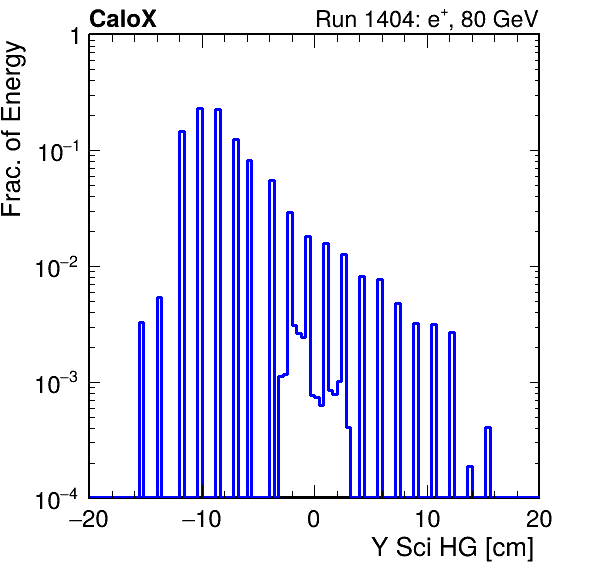 CaloX Run 1404: e⁺, 80 GeV
Frac. of Energy
1
10⁻¹
10⁻²
10⁻³
10⁻⁴
−20 −10 0 10 20
Y Sci HG [cm]